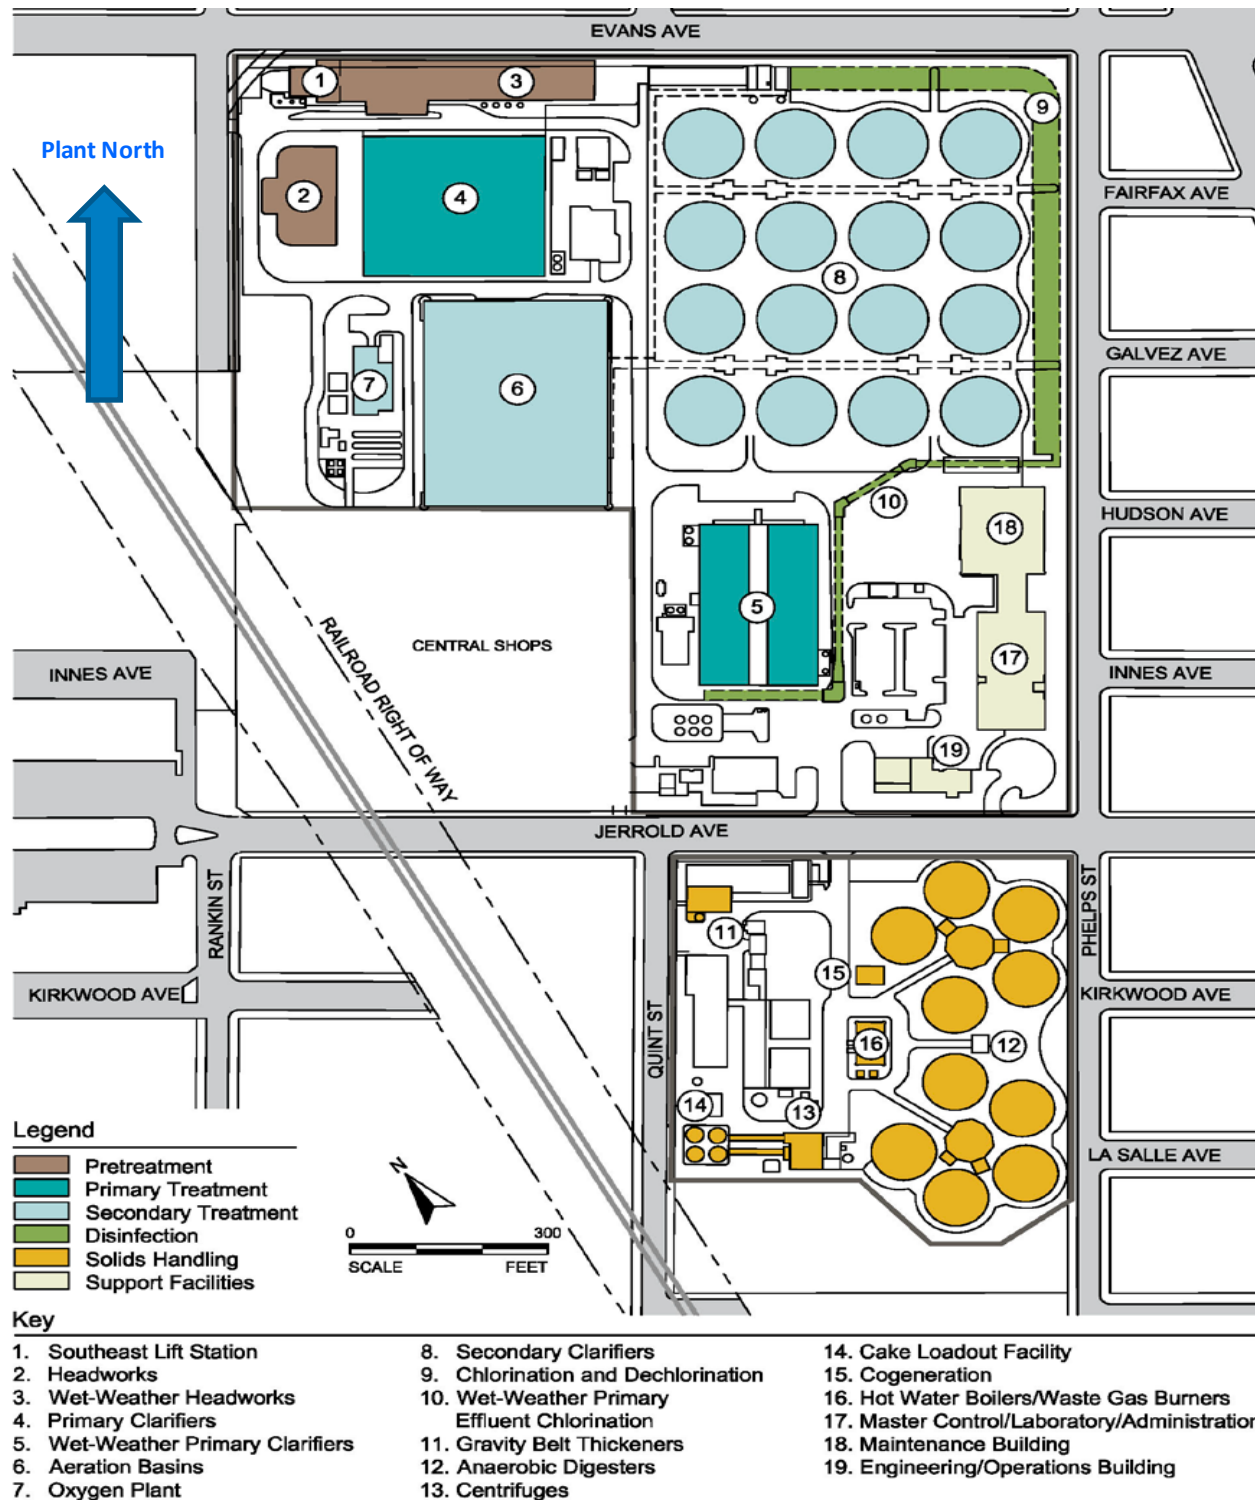 EVANS AVE
1
3
9
Plant North
2
4
FAIRFAX AVE
8
GALVEZ AVE
7
6
10
HUDSON AVE
18
5
CENTRAL SHOPS
RAILROAD RIGHT OF WAY
17
INNES AVE
INNES AVE
19
JERROLD AVE
RANKIN ST
PHELPS ST
11
15
KIRKWOOD AVE
KIRKWOOD AVE
QUINT ST
16
12
14
13
LA SALLE AVE
Legend
Pretreatment
Primary Treatment
Secondary Treatment
Disinfection
Solids Handling
Support Facilities
N
0 300
SCALE FEET
Key
1. Southeast Lift Station
2. Headworks
3. Wet-Weather Headworks
4. Primary Clarifiers
5. Wet-Weather Primary Clarifiers
6. Aeration Basins
7. Oxygen Plant
8. Secondary Clarifiers
9. Chlorination and Dechlorination
10. Wet-Weather Primary
Effluent Chlorination
11. Gravity Belt Thickeners
12. Anaerobic Digesters
13. Centrifuges
14. Cake Loadout Facility
15. Cogeneration
16. Hot Water Boilers/Waste Gas Burners
17. Master Control/Laboratory/Administration
18. Maintenance Building
19. Engineering/Operations Building